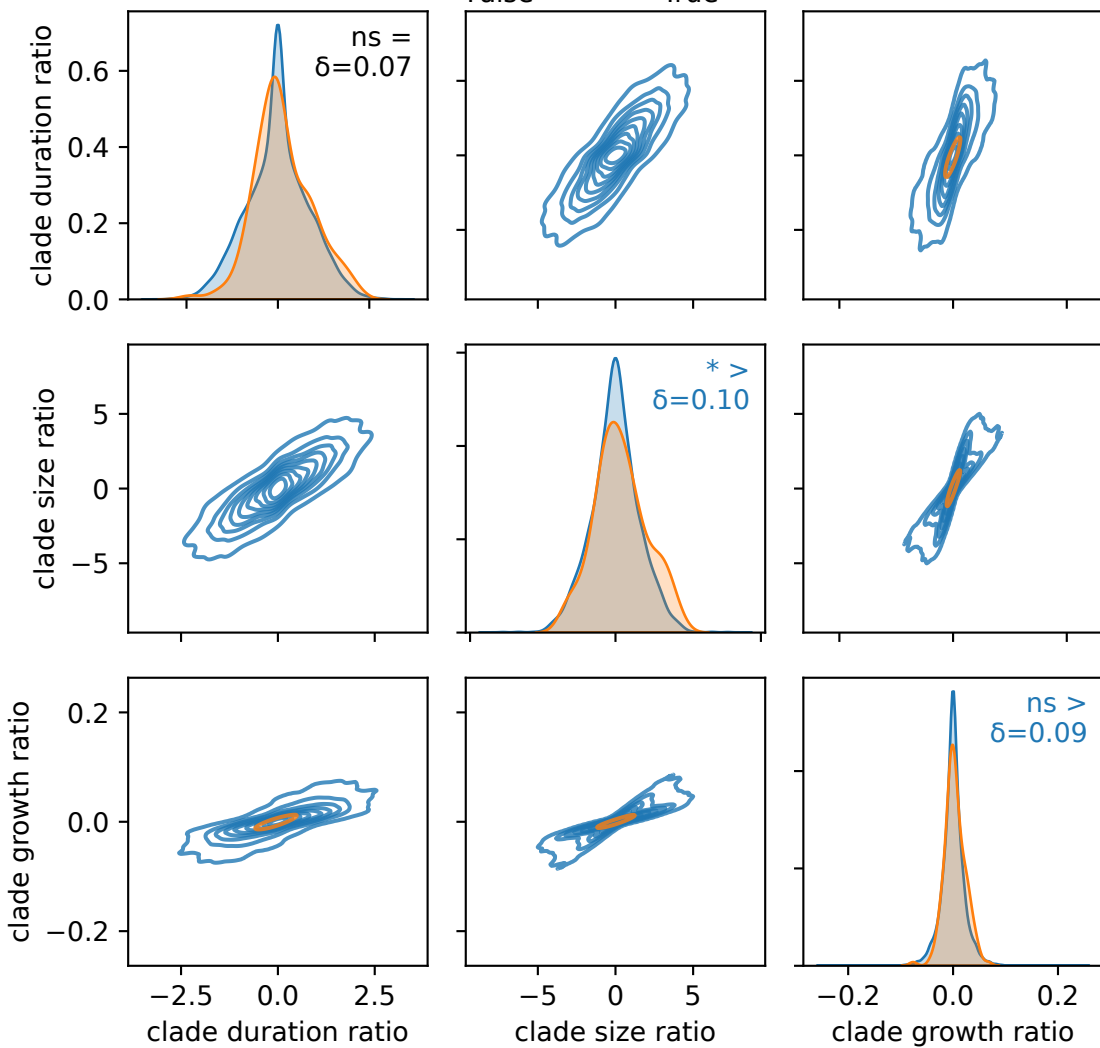 clade duration ratio
0.6
0.4
0.2
0.0
ns =
δ=0.07
clade size ratio
5
0
−5
* >
δ=0.10
clade growth ratio
0.2
0.0
−0.2
ns >
δ=0.09
−2.5 0.0 2.5
−5 0 5
−0.2 0.0 0.2
clade duration ratio
clade size ratio
clade growth ratio